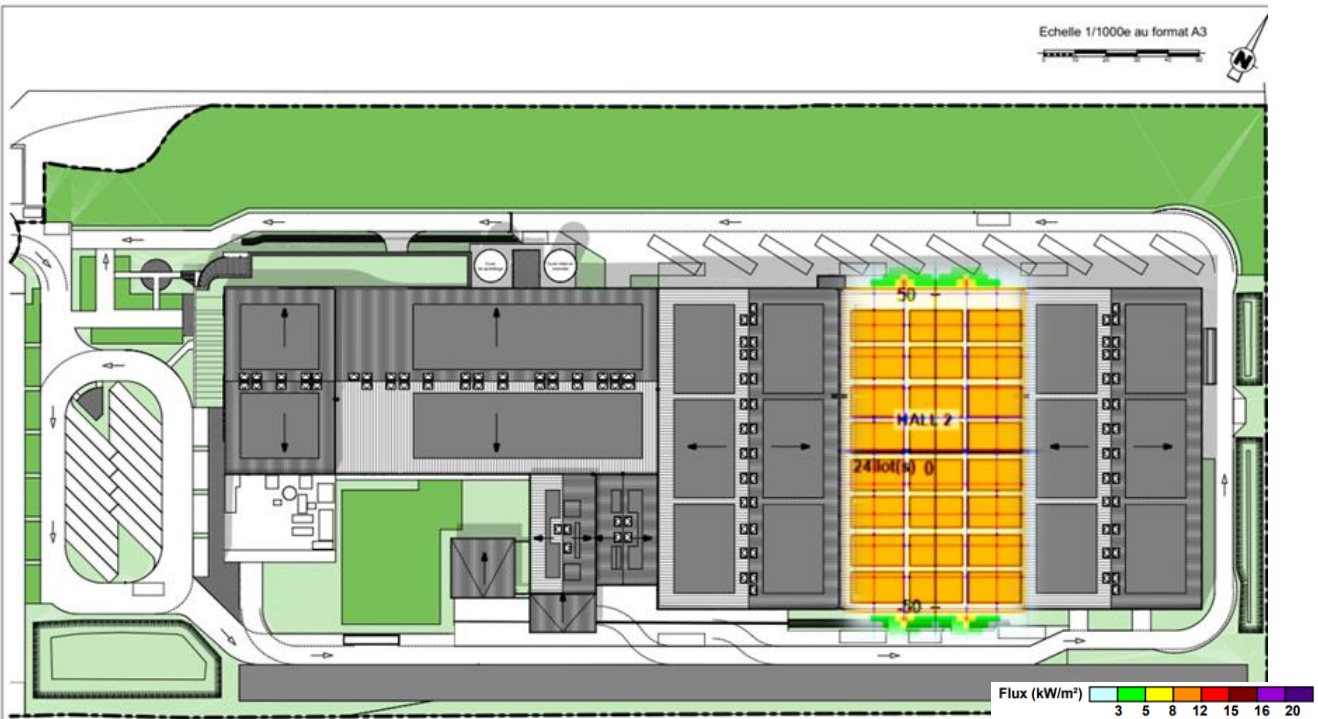 Echelle 1/1000e au format A3
N
50
HALL 2
24 Ilot(s) 0
-50
Flux (kW/m²)
3 5 8 12 15 16 20